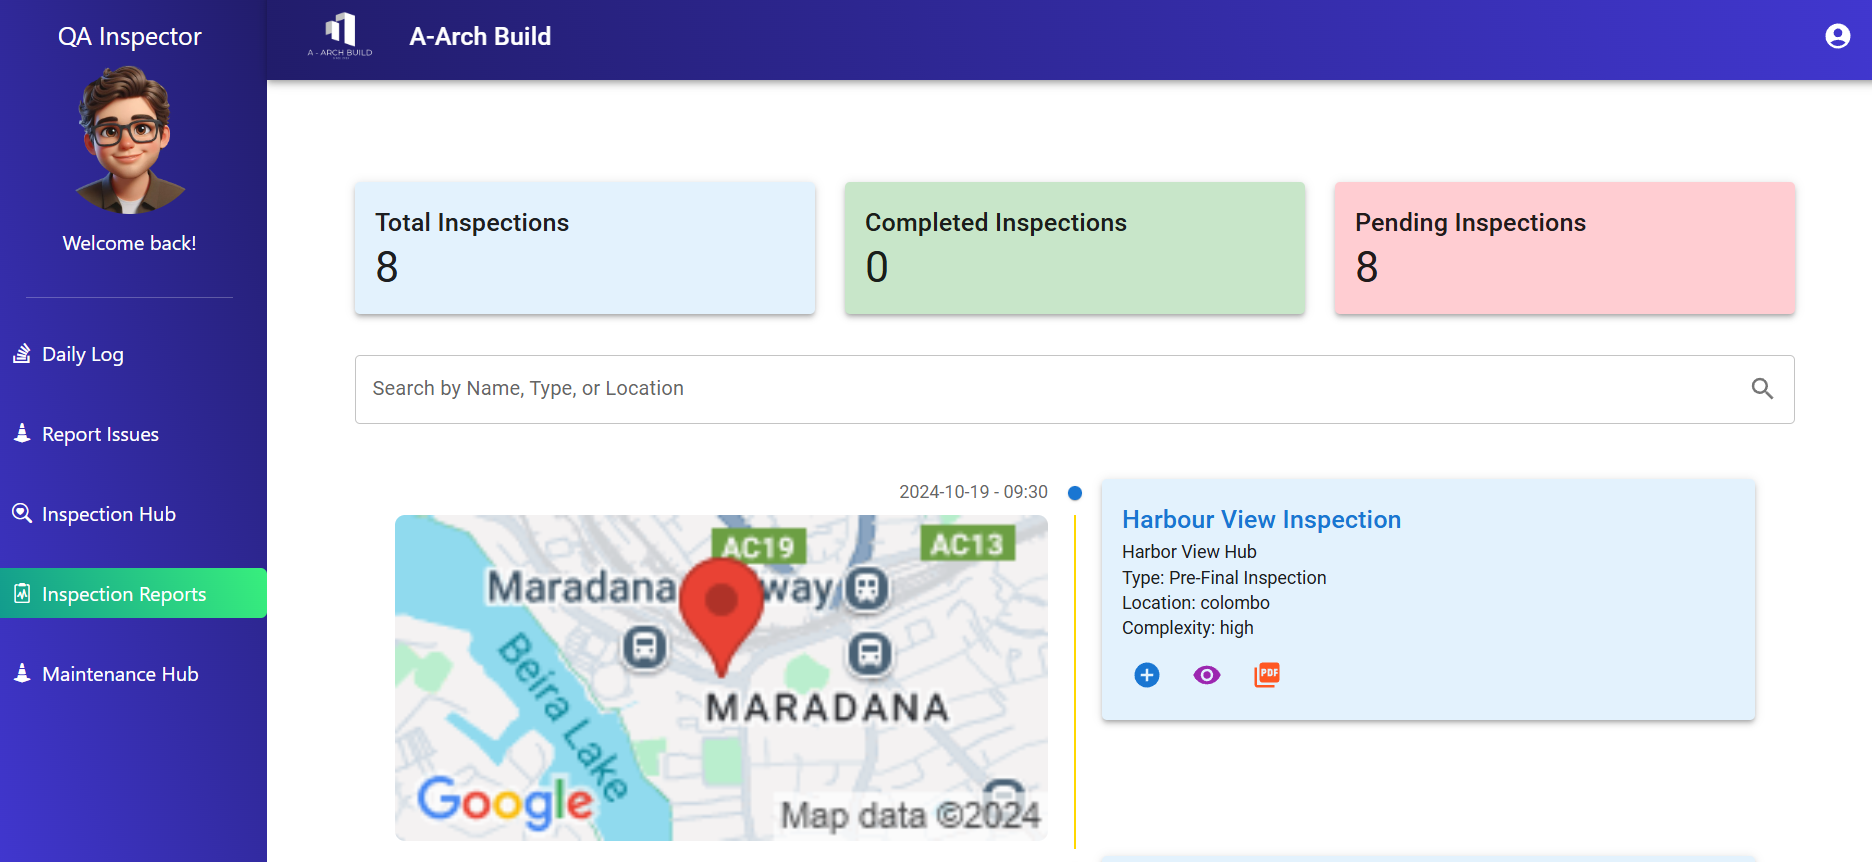 QA Inspector
Welcome back!
Daily Log
Report Issues
Inspection Hub
Inspection Reports
Maintenance Hub
A - ARCH BUILD
A-Arch Build
Total Inspections
8
Completed Inspections
0
Pending Inspections
8
Search by Name, Type, or Location
2024-10-19 - 09:30
AC19
AC13
Maradana
way
Beira Lake
MARADANA
Google
Map data ©2024
Harbour View Inspection
Harbor View Hub
Type: Pre-Final Inspection
Location: colombo
Complexity: high
PDF